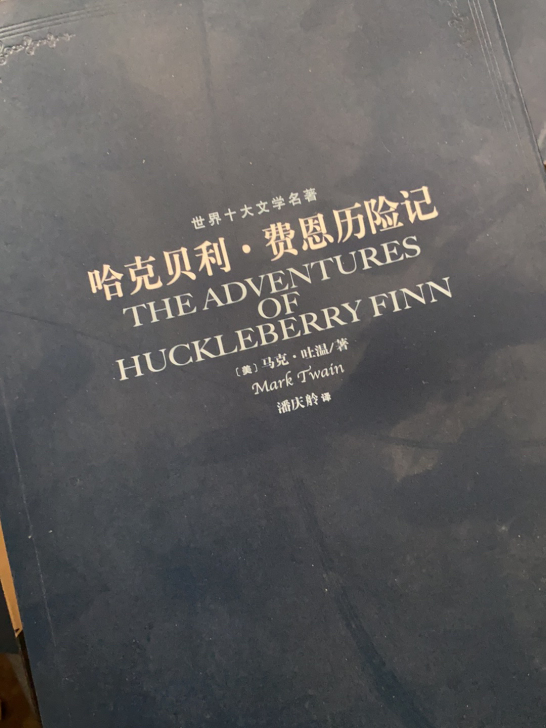 世界十大文学名著
哈克贝利·费恩历险记
THE ADVENTURES
OF
HUCKLEBERRY FINN
〔美〕马克·吐温/著
Mark Twain
潘庆舲 译